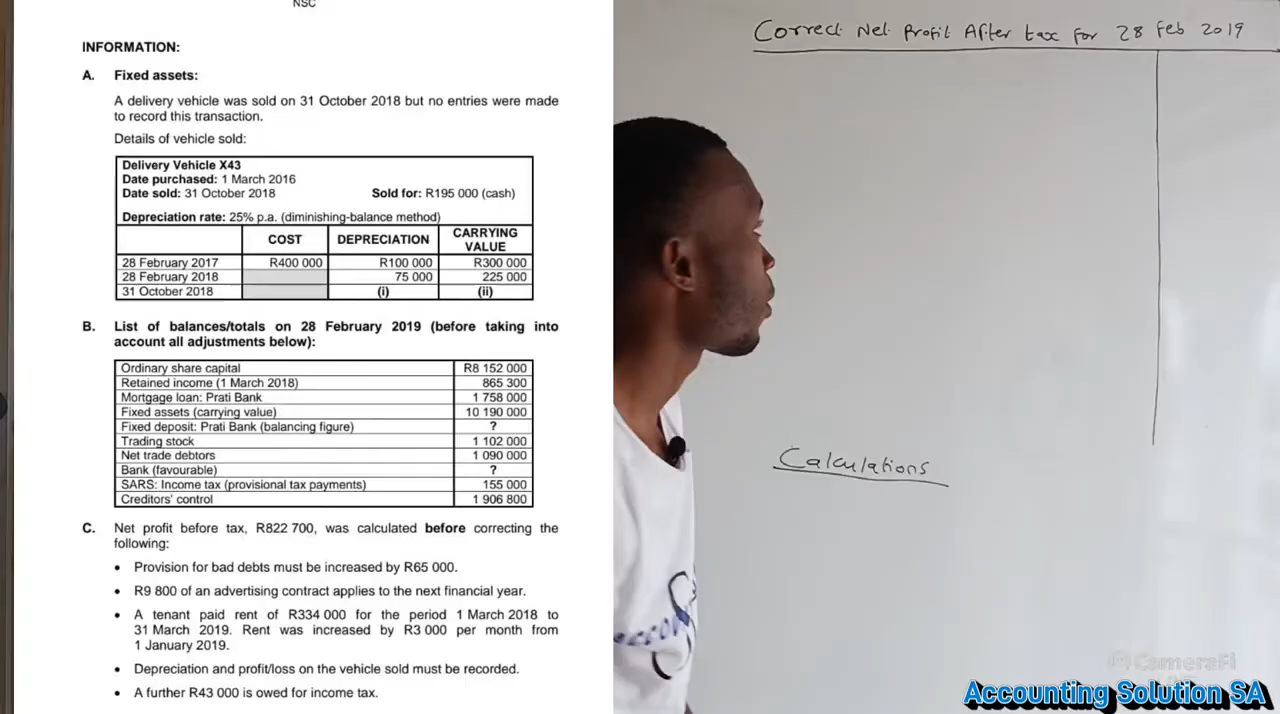 NSC
INFORMATION:
A. Fixed assets:
A delivery vehicle was sold on 31 October 2018 but no entries were made
to record this transaction.
Details of vehicle sold:
Delivery Vehicle X43
Date purchased: 1 March 2016
Date sold: 31 October 2018 Sold for: R195 000 (cash)
Depreciation rate: 25% p.a. (diminishing-balance method)
COST DEPRECIATION CARRYING VALUE
28 February 2017 R400 000 R100 000 R300 000
28 February 2018 75 000 225 000
31 October 2018 (i) (ii)
B. List of balances/totals on 28 February 2019 (before taking into
account all adjustments below):
Ordinary share capital R8 152 000
Retained income (1 March 2018) 865 300
Mortgage loan: Prati Bank 1 758 000
Fixed assets (carrying value) 10 190 000
Fixed deposit: Prati Bank (balancing figure) ?
Trading stock 1 102 000
Net trade debtors 1 090 000
Bank (favourable) ?
SARS: Income tax (provisional tax payments) 155 000
Creditors' control 1 906 800
C. Net profit before tax, R822 700, was calculated before correcting the
following:
• Provision for bad debts must be increased by R65 000.
• R9 800 of an advertising contract applies to the next financial year.
• A tenant paid rent of R334 000 for the period 1 March 2018 to
31 March 2019. Rent was increased by R3 000 per month from
1 January 2019.
• Depreciation and profit/loss on the vehicle sold must be recorded.
• A further R43 000 is owed for income tax.
Correct Net Profit After tax for 28 Feb 2019
Calculations
CameraFi
Accounting Solution SA